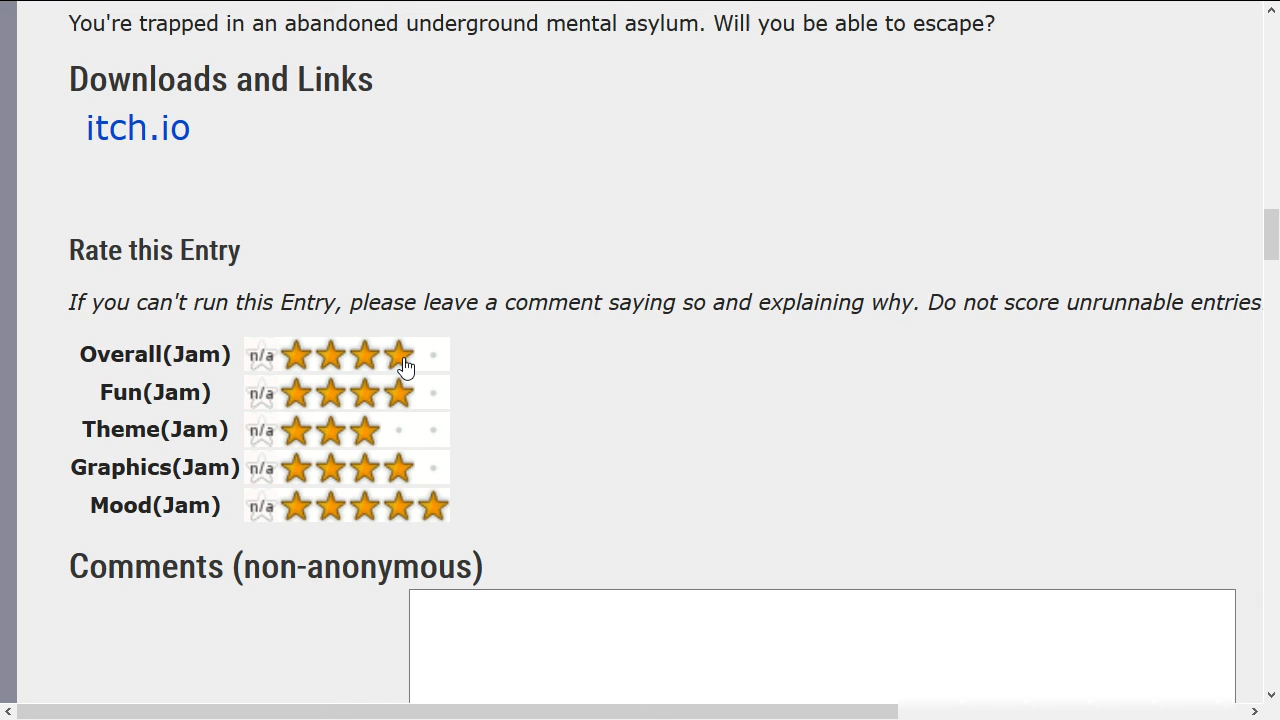 You're trapped in an abandoned underground mental asylum. Will you be able to escape?
Downloads and Links
itch.io
Rate this Entry
If you can't run this Entry, please leave a comment saying so and explaining why. Do not score unrunnable entries.
Overall(Jam) n/a
Fun(Jam) n/a
Theme(Jam) n/a
Graphics(Jam) n/a
Mood(Jam) n/a
Comments (non-anonymous)